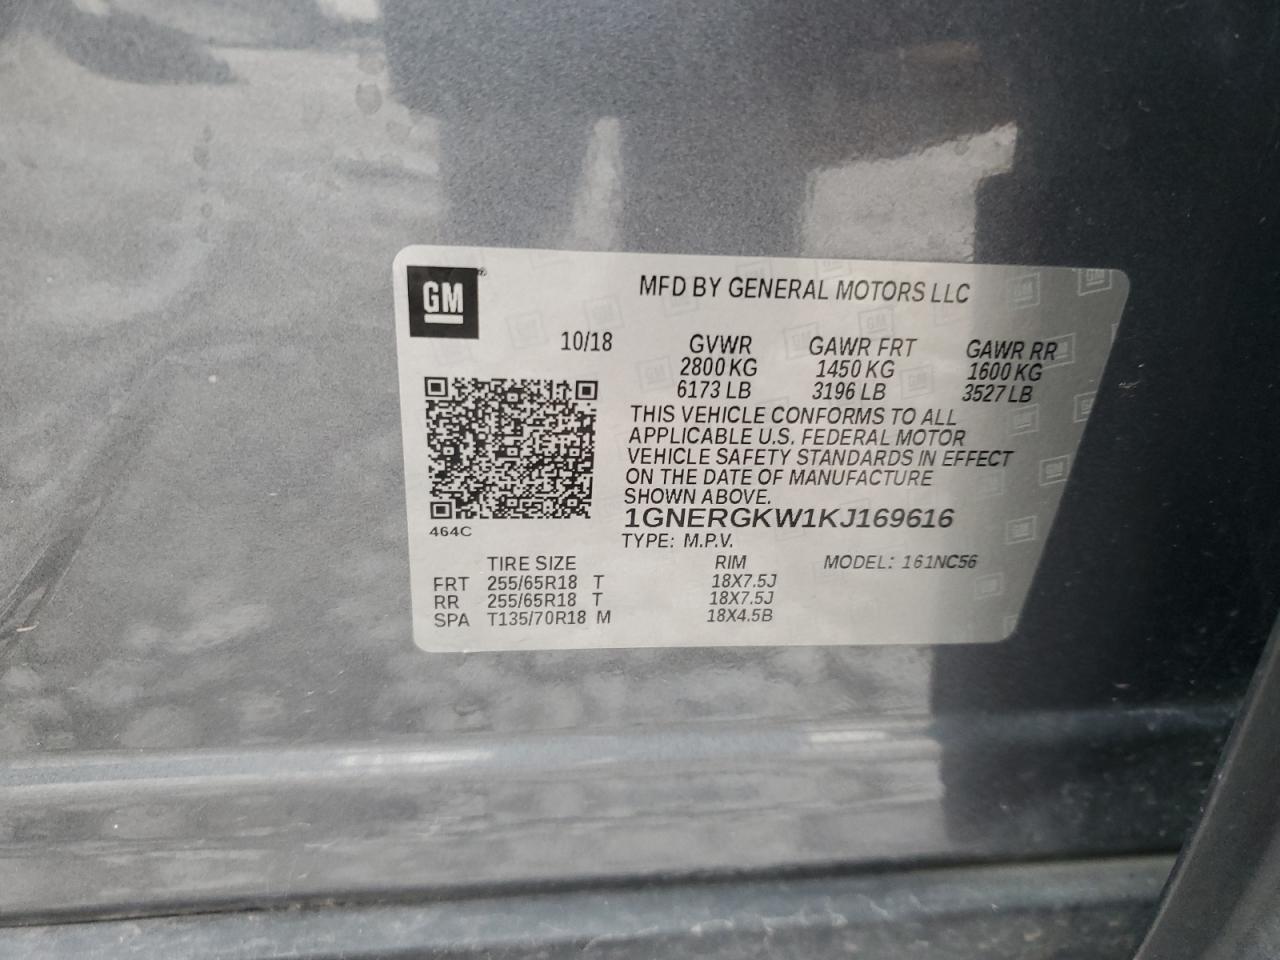 GM ®
MFD BY GENERAL MOTORS LLC
10/18 GVWR GAWR FRT GAWR RR
2800 KG 1450 KG 1600 KG
6173 LB 3196 LB 3527 LB
THIS VEHICLE CONFORMS TO ALL
APPLICABLE U.S. FEDERAL MOTOR
VEHICLE SAFETY STANDARDS IN EFFECT
ON THE DATE OF MANUFACTURE
SHOWN ABOVE.
1GNERGKW1KJ169616
464C
TYPE: M.P.V.
TIRE SIZE RIM MODEL: 161NC56
FRT 255/65R18 T 18X7.5J
RR 255/65R18 T 18X7.5J
SPA T135/70R18 M 18X4.5B